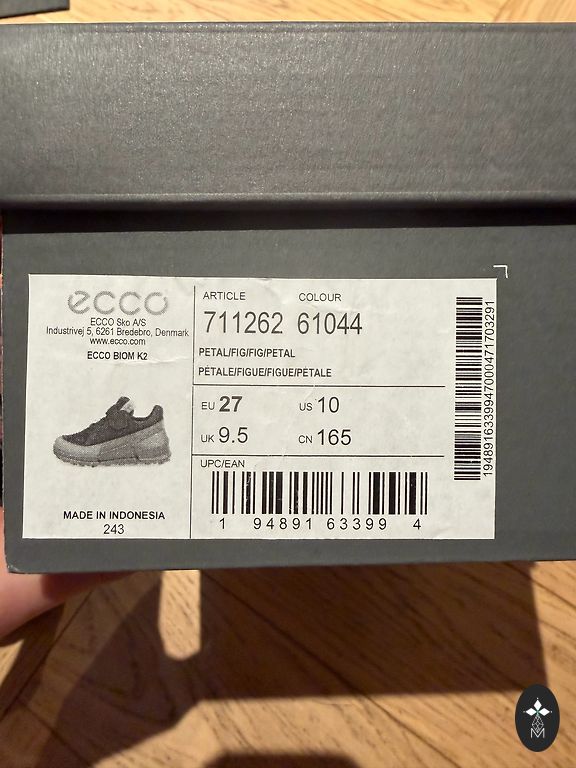 ecco
ECCO Sko A/S
Industrivej 5, 6261 Bredebro, Denmark
www.ecco.com
ECCO BIOM K2
MADE IN INDONESIA
243
ARTICLE COLOUR
711262 61044
PETAL/FIG/FIG/PETAL
PÉTALE/FIGUE/FIGUE/PÉTALE
EU 27 US 10
UK 9.5 CN 165
UPC/EAN
1 94891 63399 4
1948916339947000471703291
M